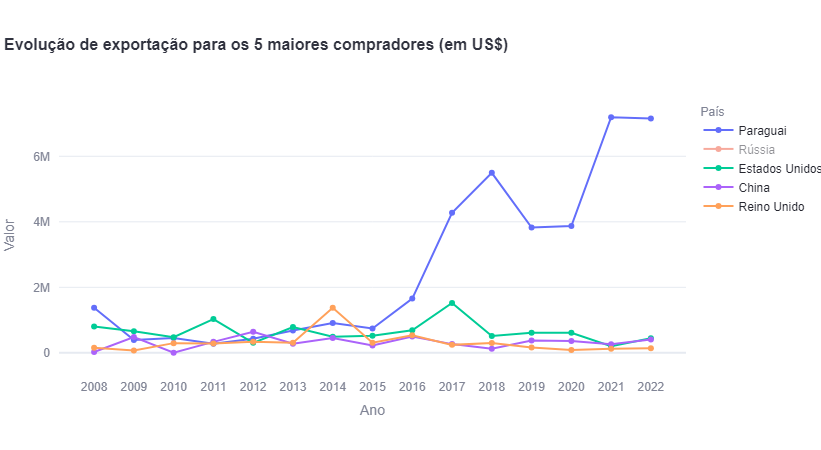 Evolução de exportação para os 5 maiores compradores (em US$)
País
Paraguai
Rússia
Estados Unidos
China
Reino Unido
6M
4M
2M
0
Valor
2008 2009 2010 2011 2012 2013 2014 2015 2016 2017 2018 2019 2020 2021 2022
Ano